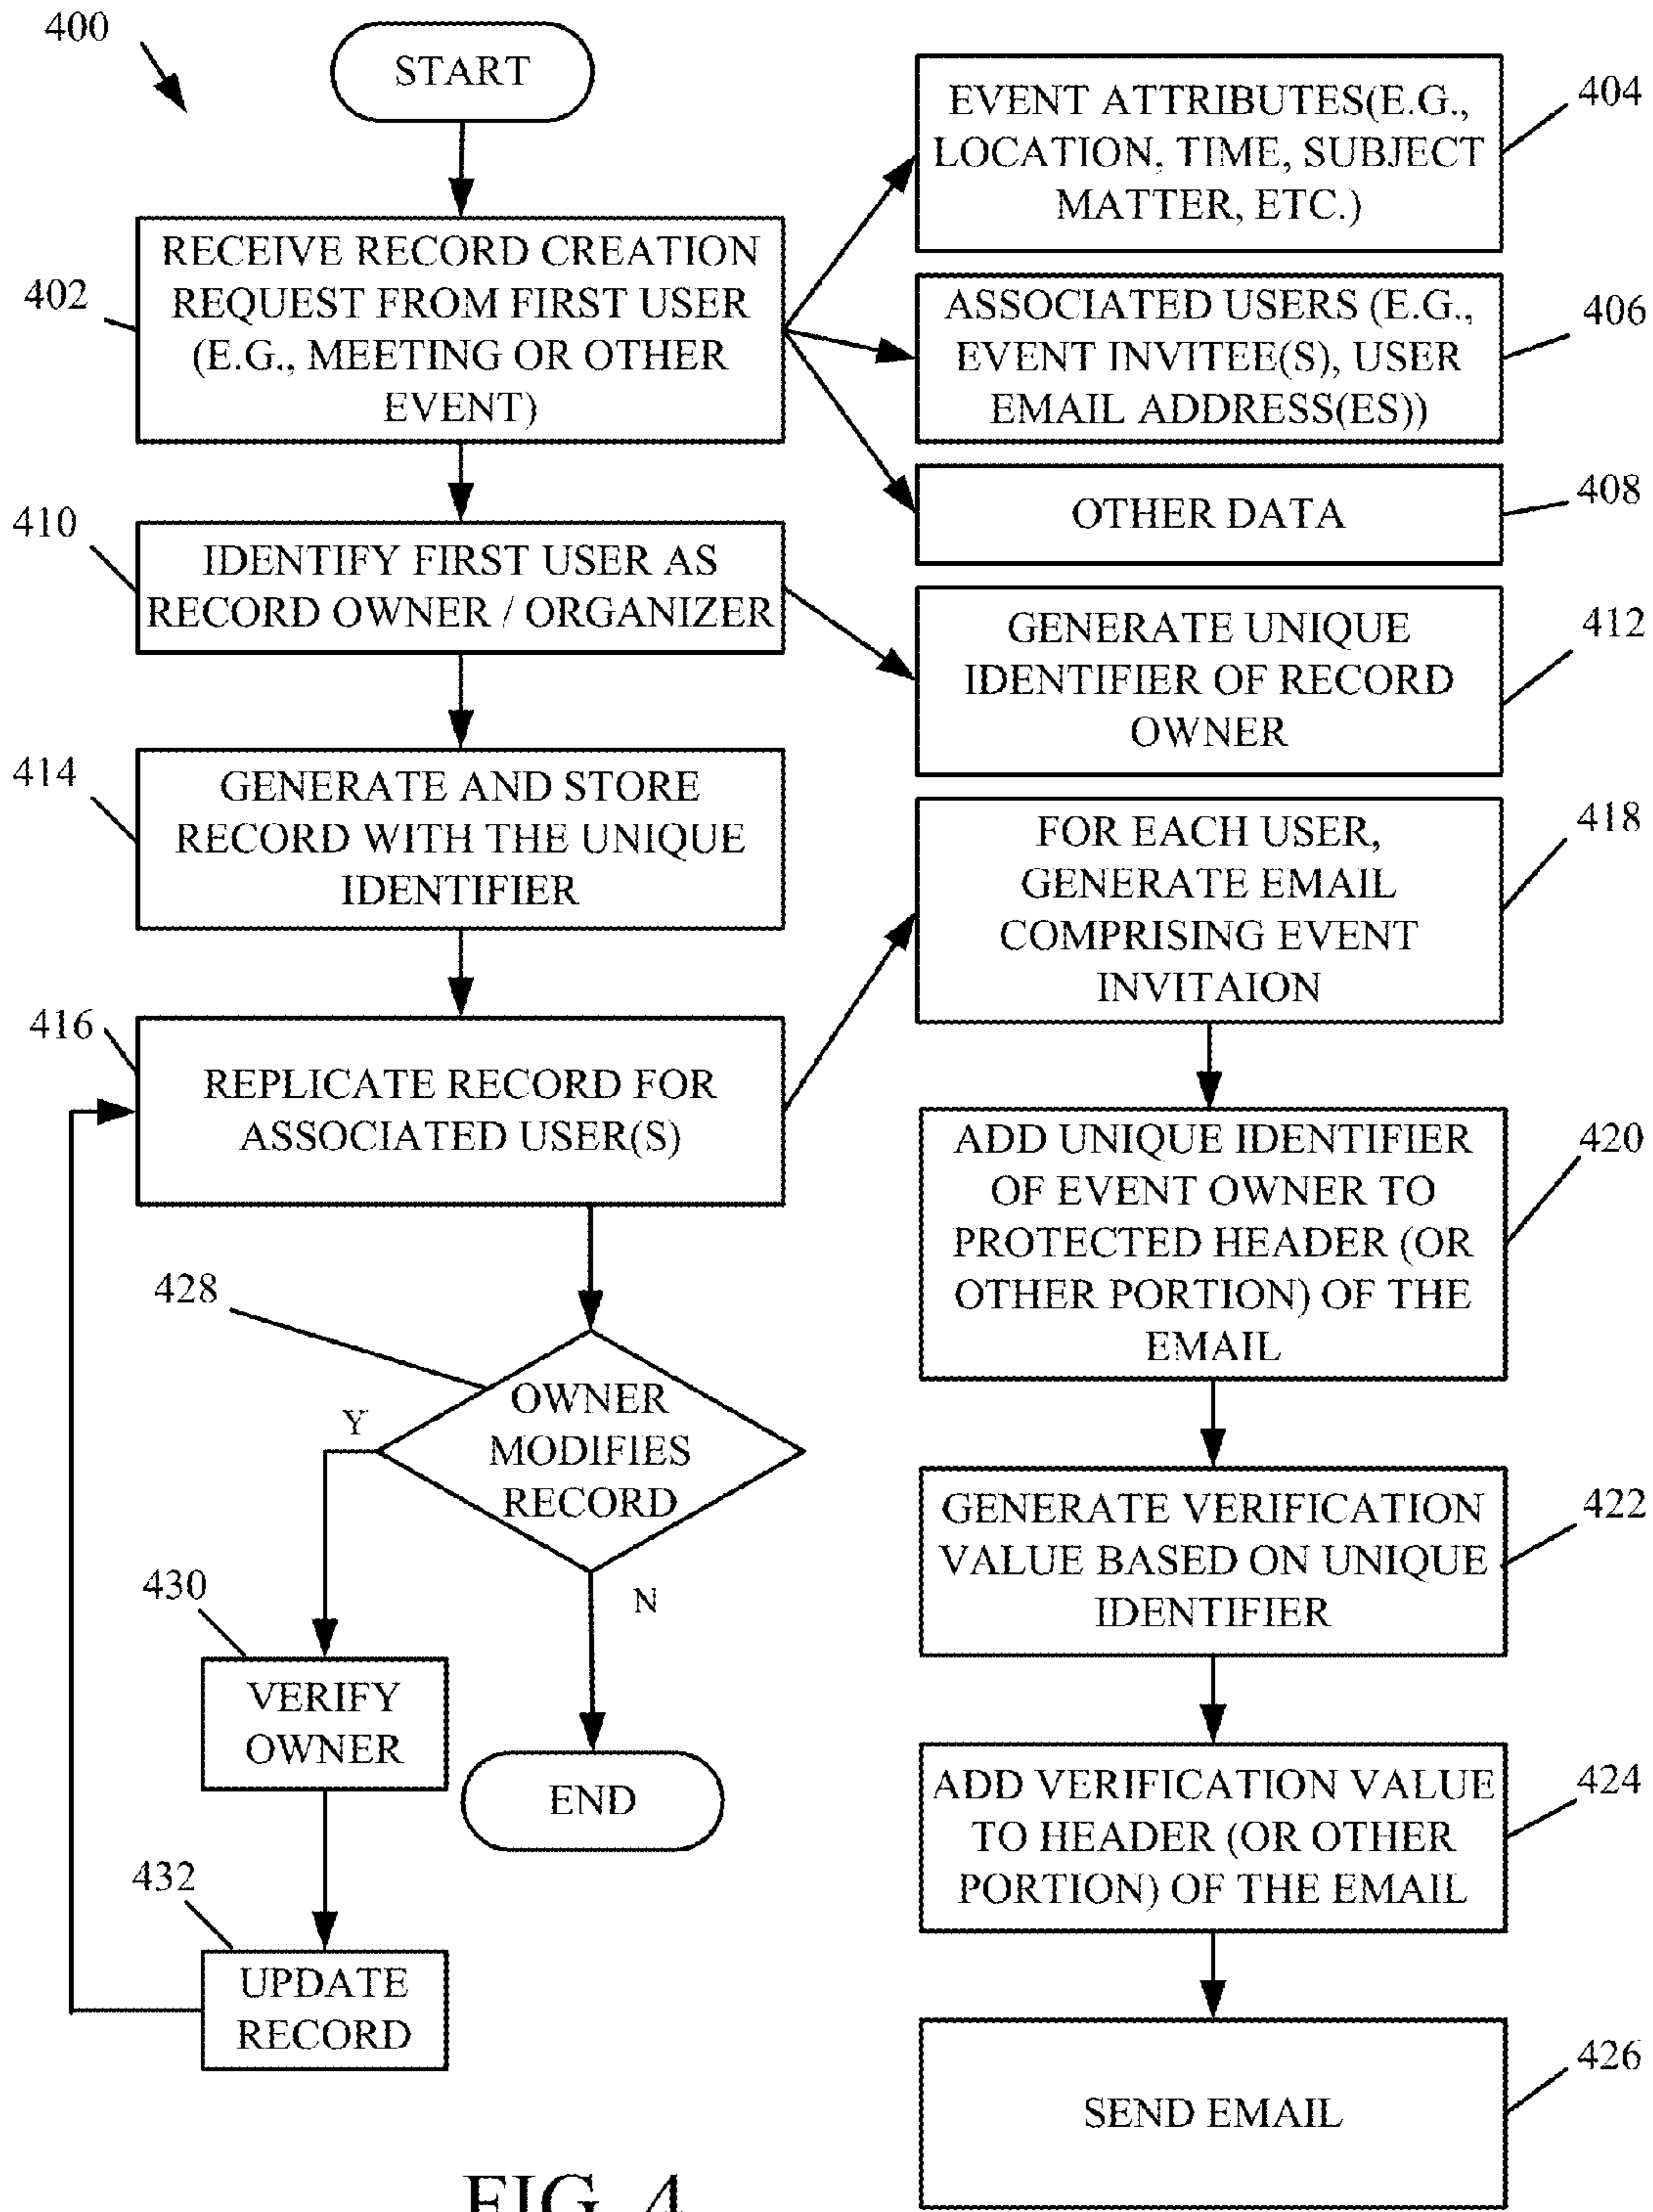 400
START
402
RECEIVE RECORD CREATION
REQUEST FROM FIRST USER
(E.G., MEETING OR OTHER
EVENT)
EVENT ATTRIBUTES(E.G.,
LOCATION, TIME, SUBJECT
MATTER, ETC.)
404
ASSOCIATED USERS (E.G.,
EVENT INVITEE(S), USER
EMAIL ADDRESS(ES))
406
OTHER DATA
408
410
IDENTIFY FIRST USER AS
RECORD OWNER / ORGANIZER
GENERATE UNIQUE
IDENTIFIER OF RECORD
OWNER
412
414
GENERATE AND STORE
RECORD WITH THE UNIQUE
IDENTIFIER
416
REPLICATE RECORD FOR
ASSOCIATED USER(S)
FOR EACH USER,
GENERATE EMAIL
COMPRISING EVENT
INVITAION
418
ADD UNIQUE IDENTIFIER
OF EVENT OWNER TO
PROTECTED HEADER (OR
OTHER PORTION) OF THE
EMAIL
420
GENERATE VERIFICATION
VALUE BASED ON UNIQUE
IDENTIFIER
422
ADD VERIFICATION VALUE
TO HEADER (OR OTHER
PORTION) OF THE EMAIL
424
SEND EMAIL
426
428
OWNER
MODIFIES
RECORD
Y
N
430
VERIFY
OWNER
END
432
UPDATE
RECORD
FIG. 4